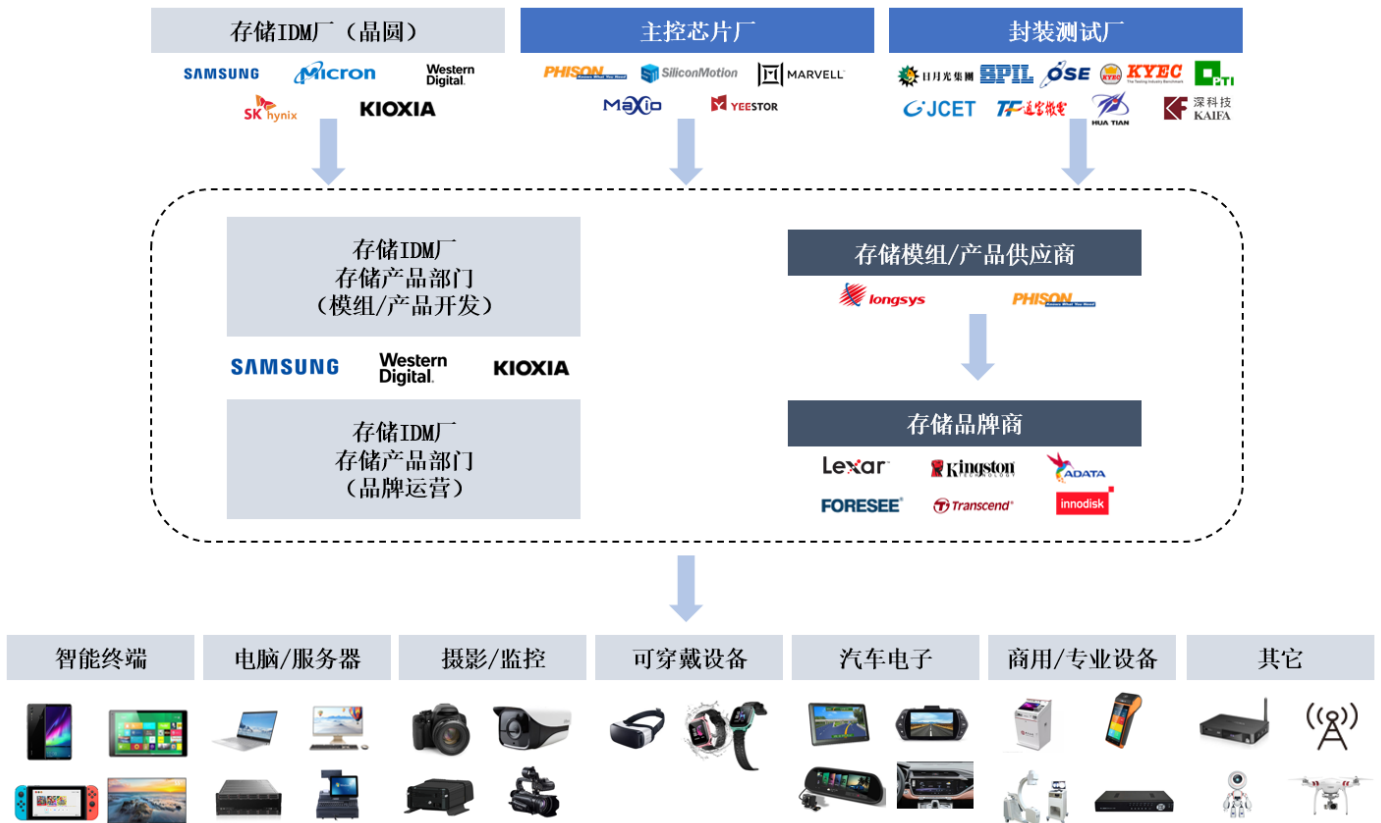 存储IDM厂（晶圆）
主控芯片厂
封装测试厂
SAMSUNG
Micron
Western Digital
PHISON
SiliconMotion
MARVELL
日月光集團
SPIL
OSE
KYEC
PTI
SK hynix
KIOXIA
Maxio
YEESTOR
JCET
TF 通富微電
HUA TIAN
深科技
KAIFA
存储IDM厂
存储产品部门
（模组/产品开发）
SAMSUNG
Western Digital
KIOXIA
存储IDM厂
存储产品部门
（品牌运营）
存储模组/产品供应商
longsys
PHISON
存储品牌商
Lexar
Kingston
TECHNOLOGY
ADATA
FORESEE
Transcend
innodisk
智能终端
电脑/服务器
摄影/监控
可穿戴设备
汽车电子
商用/专业设备
其它